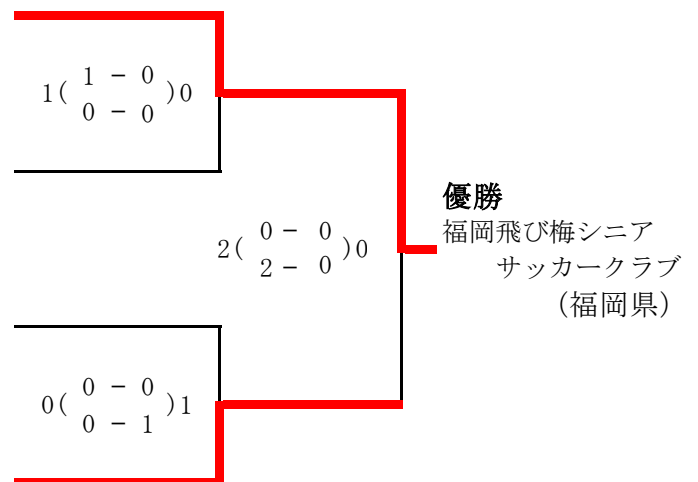 1( 1 - 0 )0
0 - 0
優勝
福岡飛び梅シニア
サッカークラブ
(福岡県)
2( 0 - 0 )0
2 - 0
0( 0 - 0 )1
0 - 1